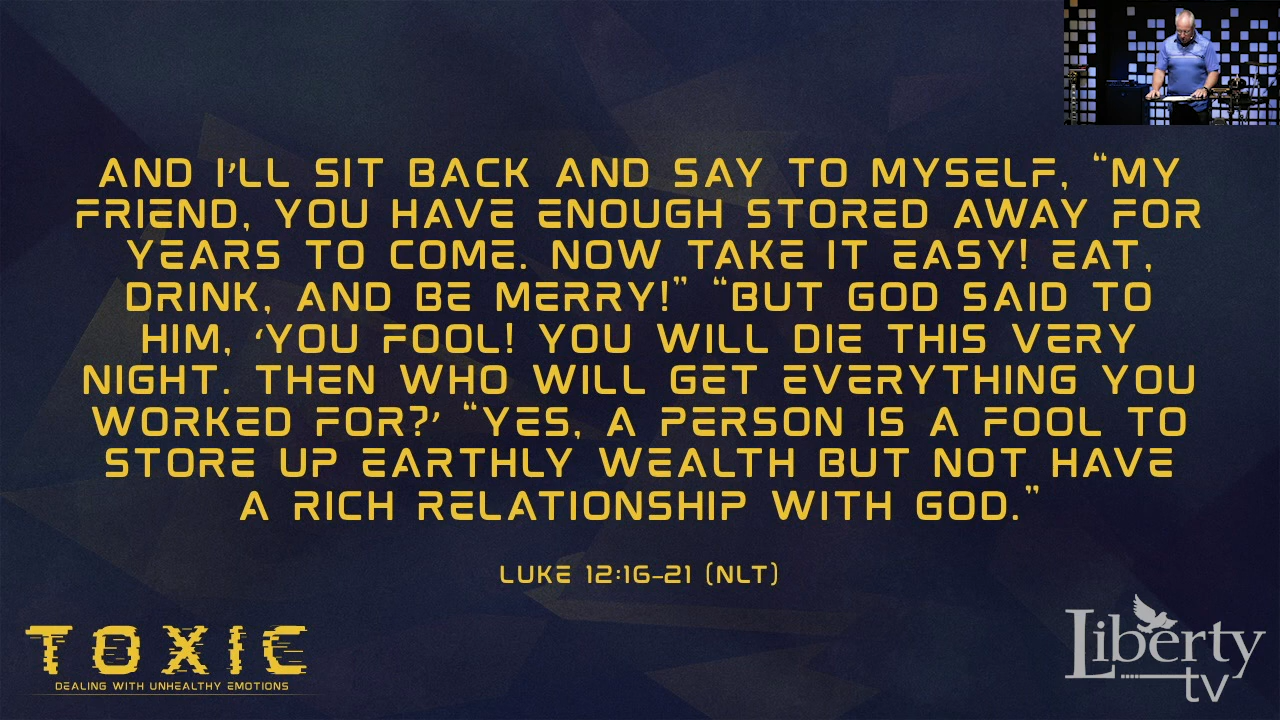 AND I'LL SIT BACK AND SAY TO MYSELF, “MY
FRIEND, YOU HAVE ENOUGH STORED AWAY FOR
YEARS TO COME. NOW TAKE IT EASY! EAT,
DRINK, AND BE MERRY!” “BUT GOD SAID TO
HIM, ‘YOU FOOL! YOU WILL DIE THIS VERY
NIGHT. THEN WHO WILL GET EVERYTHING YOU
WORKED FOR?’ “YES, A PERSON IS A FOOL TO
STORE UP EARTHLY WEALTH BUT NOT HAVE
A RICH RELATIONSHIP WITH GOD.”
LUKE 12:16-21 (NLT)
TOXIC
DEALING WITH UNHEALTHY EMOTIONS
Liberty
tv